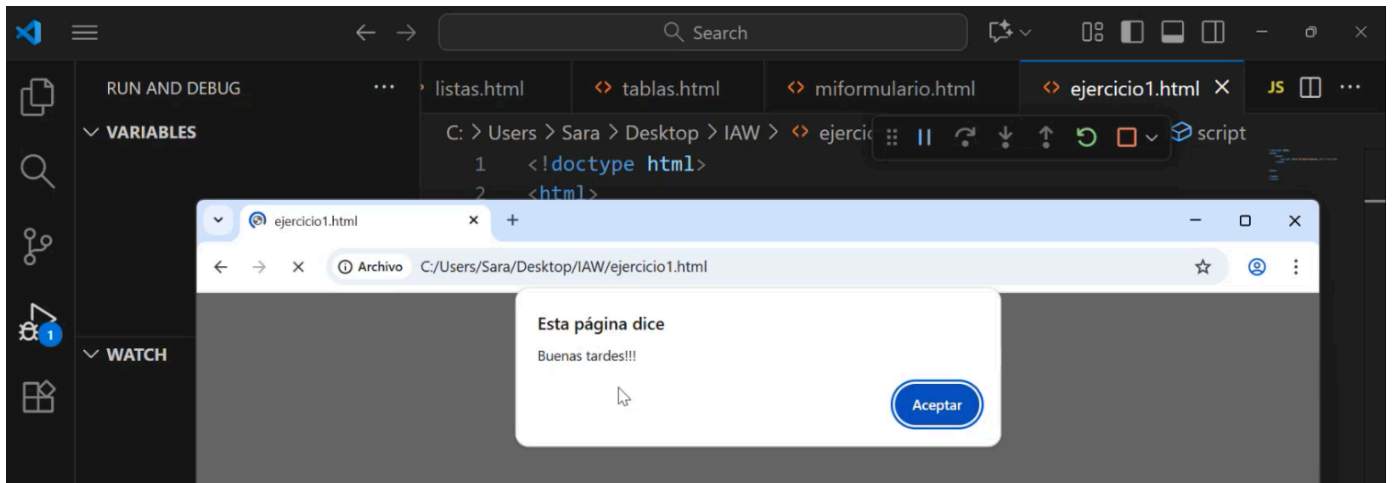 Search
RUN AND DEBUG
listas.html
tablas.html
miformulario.html
ejercicio1.html
JS
VARIABLES
C: > Users > Sara > Desktop > IAW > ejercic
script
1 <!doctype html>
2 <html>
ejercicio1.html
Archivo C:/Users/Sara/Desktop/IAW/ejercicio1.html
Esta página dice
Buenas tardes!!!
Aceptar
1
WATCH